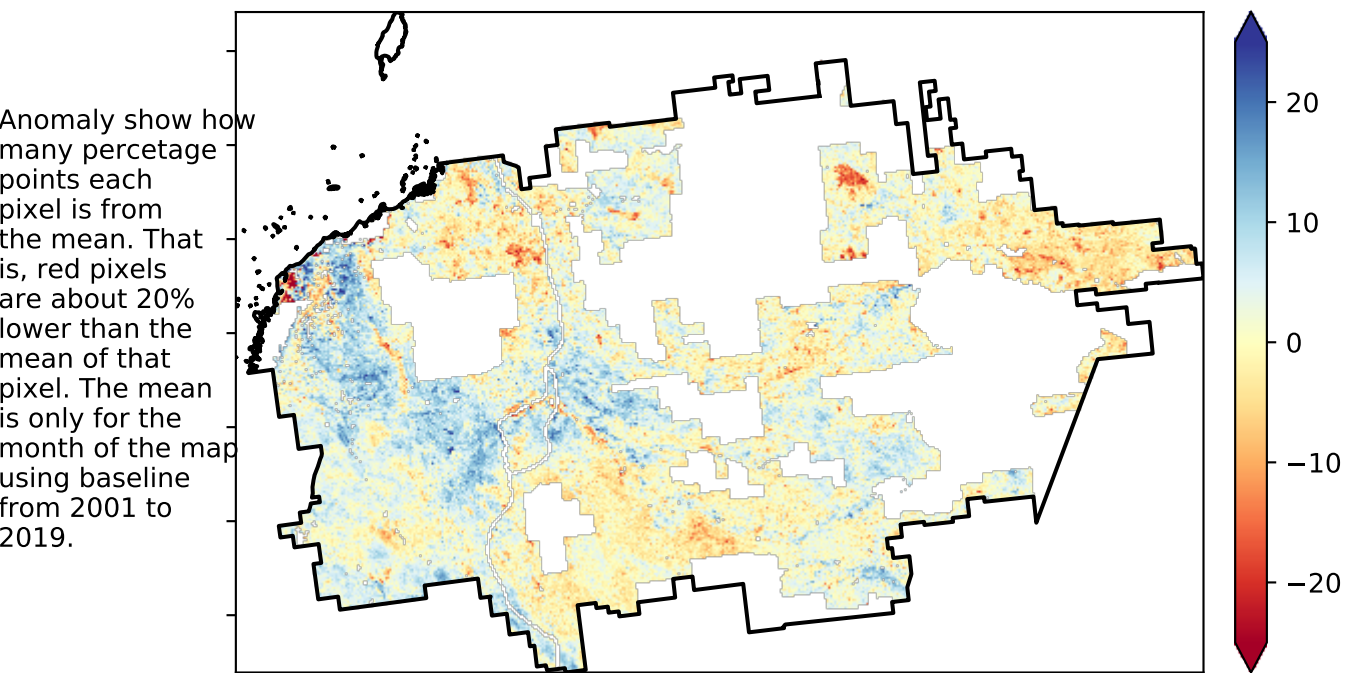 Anomaly show how
many percetage
points each
pixel is from
the mean. That
is, red pixels
are about 20%
lower than the
mean of that
pixel. The mean
is only for the
month of the map
using baseline
from 2001 to
2019.
20
10
0
−10
−20